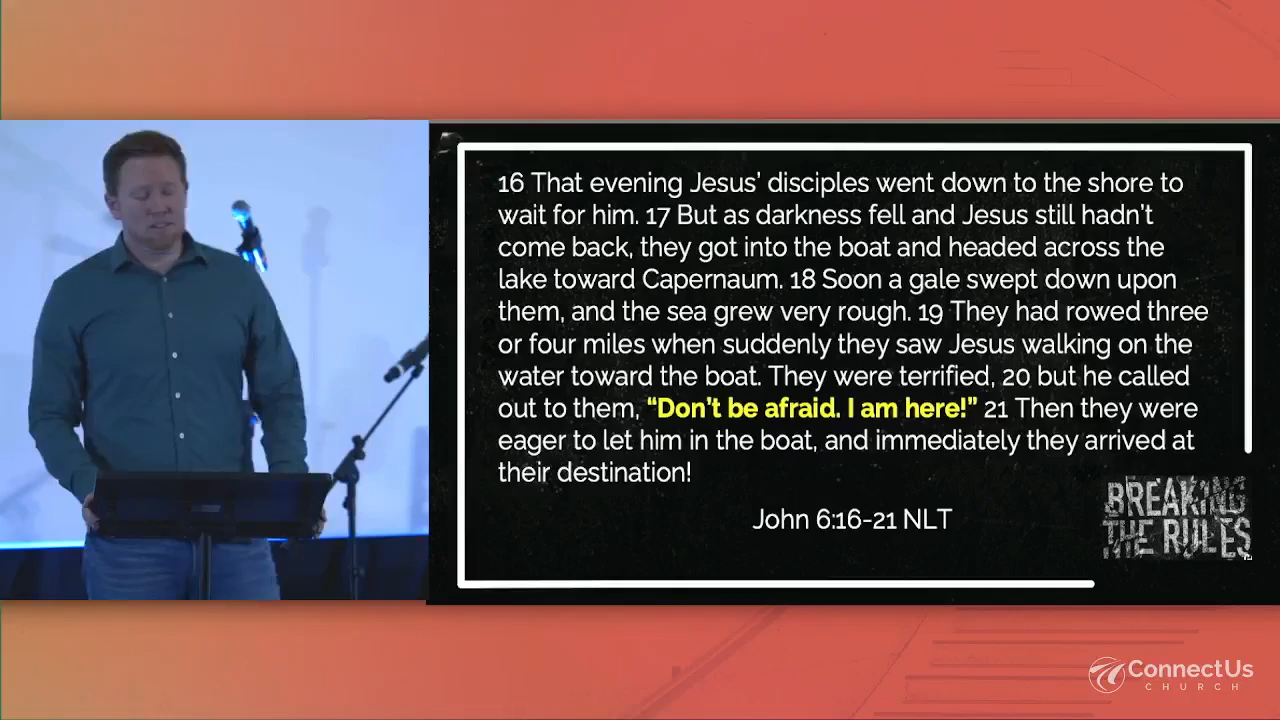 16 That evening Jesus’ disciples went down to the shore to
wait for him. 17 But as darkness fell and Jesus still hadn’t
come back, they got into the boat and headed across the
lake toward Capernaum. 18 Soon a gale swept down upon
them, and the sea grew very rough. 19 They had rowed three
or four miles when suddenly they saw Jesus walking on the
water toward the boat. They were terrified, 20 but he called
out to them, “Don’t be afraid. I am here!” 21 Then they were
eager to let him in the boat, and immediately they arrived at
their destination!
John 6:16-21 NLT
BREAKING
THE RULES
ConnectUs
CHURCH